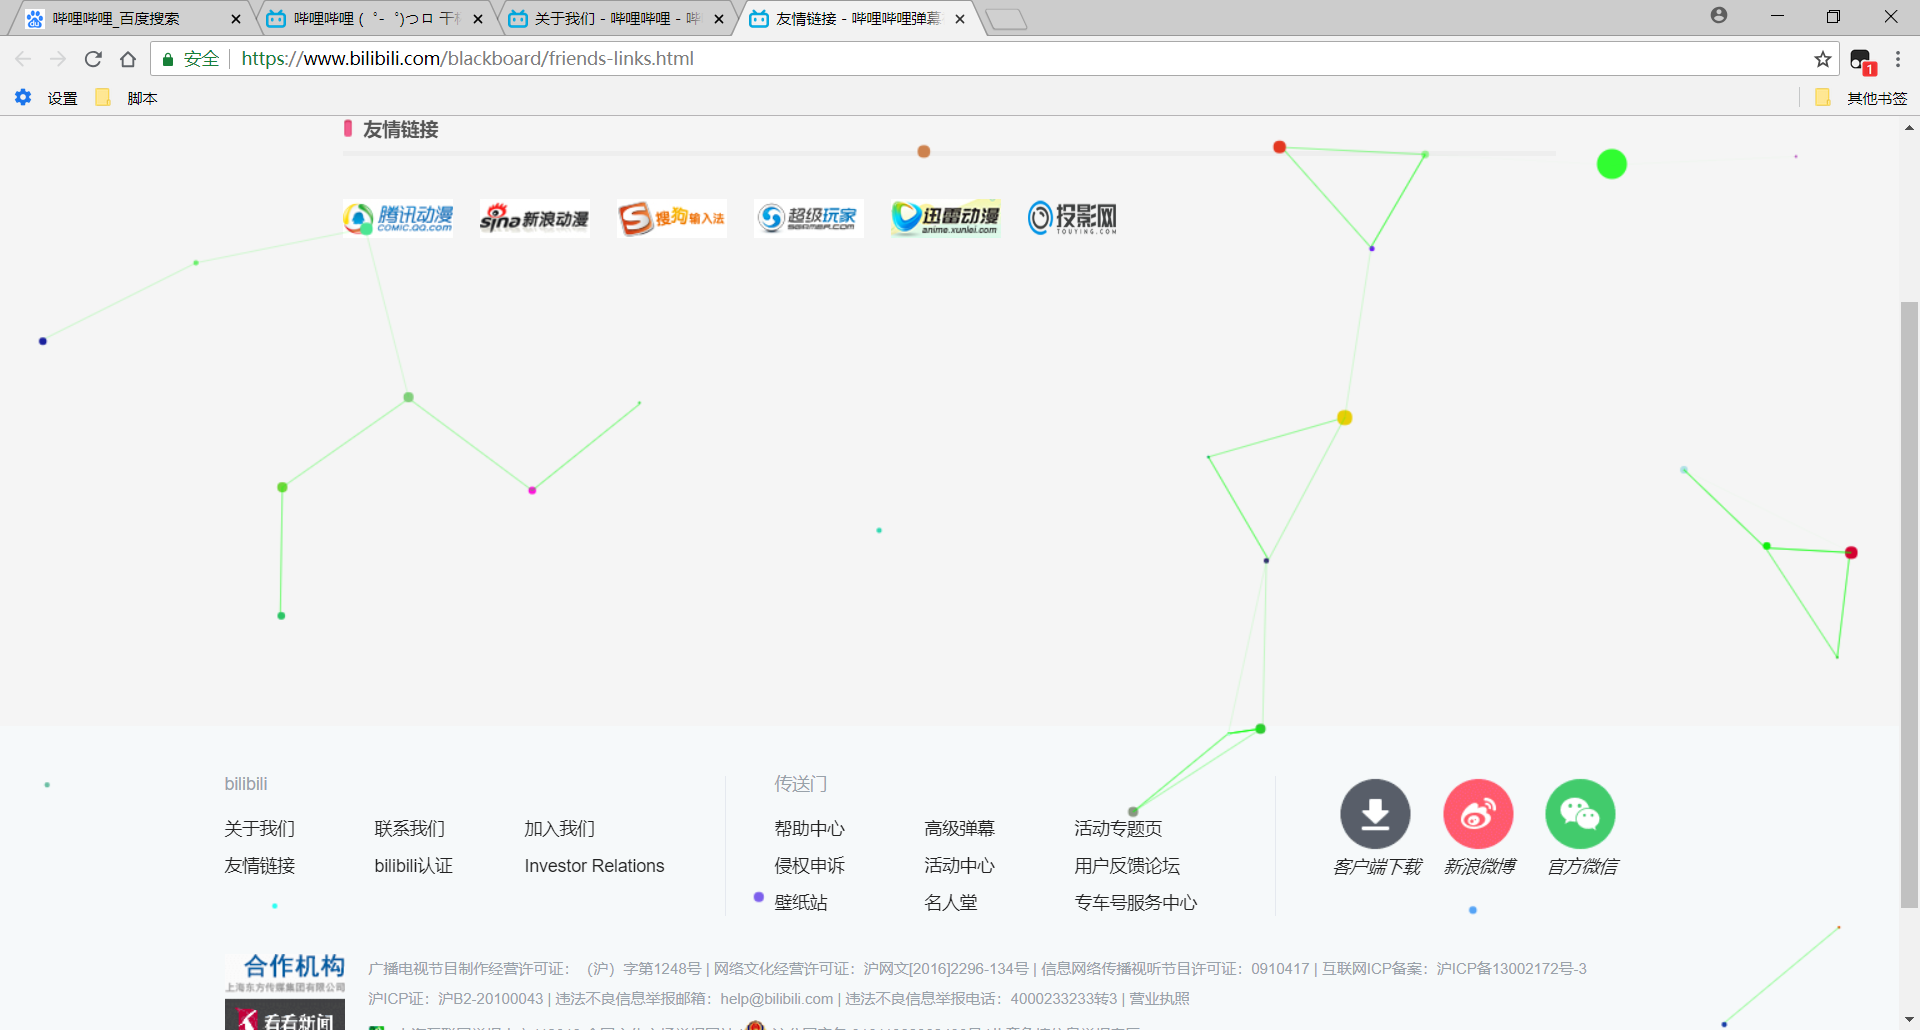 哔哩哔哩_百度搜索
哔哩哔哩 ( ゜- ゜)つロ 干杯
关于我们 - 哔哩哔哩 - 哔
友情链接 - 哔哩哔哩弹幕
安全
https://www.bilibili.com/blackboard/friends-links.html
1
设置
脚本
其他书签
友情链接
腾讯动漫
COMIC.QQ.COM
sina新浪动漫
搜狗输入法
超级玩家
SGAMER.COM
迅雷动漫
anime.xunlei.com
投影网
TOUYING.COM
bilibili
关于我们
联系我们
加入我们
友情链接
bilibili认证
Investor Relations
传送门
帮助中心
高级弹幕
活动专题页
侵权申诉
活动中心
用户反馈论坛
壁纸站
名人堂
专车号服务中心
客户端下载
新浪微博
官方微信
合作机构
上海东方传媒集团有限公司
看看新闻
广播电视节目制作经营许可证：（沪）字第1248号 | 网络文化经营许可证：沪网文[2016]2296-134号 | 信息网络传播视听节目许可证：0910417 | 互联网ICP备案：沪ICP备13002172号-3
沪ICP证：沪B2-20100043 | 违法不良信息举报邮箱：help@bilibili.com | 违法不良信息举报电话：4000233233转3 | 营业执照